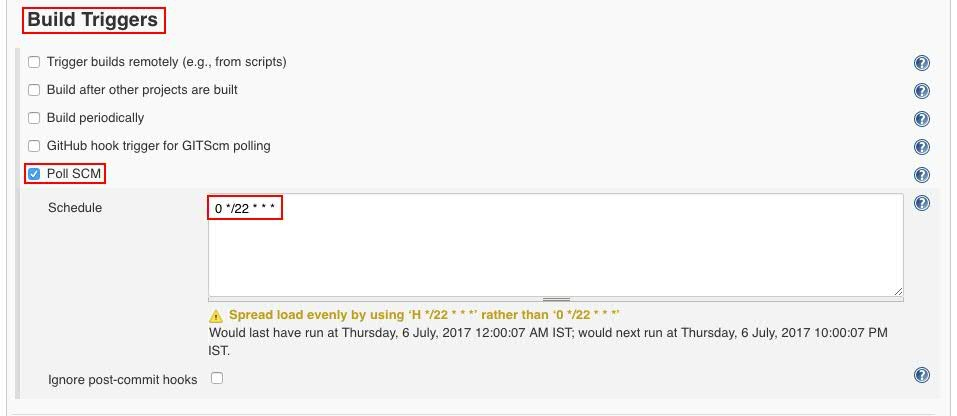 Build Triggers
Trigger builds remotely (e.g., from scripts)
Build after other projects are built
Build periodically
GitHub hook trigger for GITScm polling
Poll SCM
Schedule
0 */22 * * *
Spread load evenly by using ‘H */22 * * *’ rather than ‘0 */22 * * *’
Would last have run at Thursday, 6 July, 2017 12:00:07 AM IST; would next run at Thursday, 6 July, 2017 10:00:07 PM
IST.
Ignore post-commit hooks